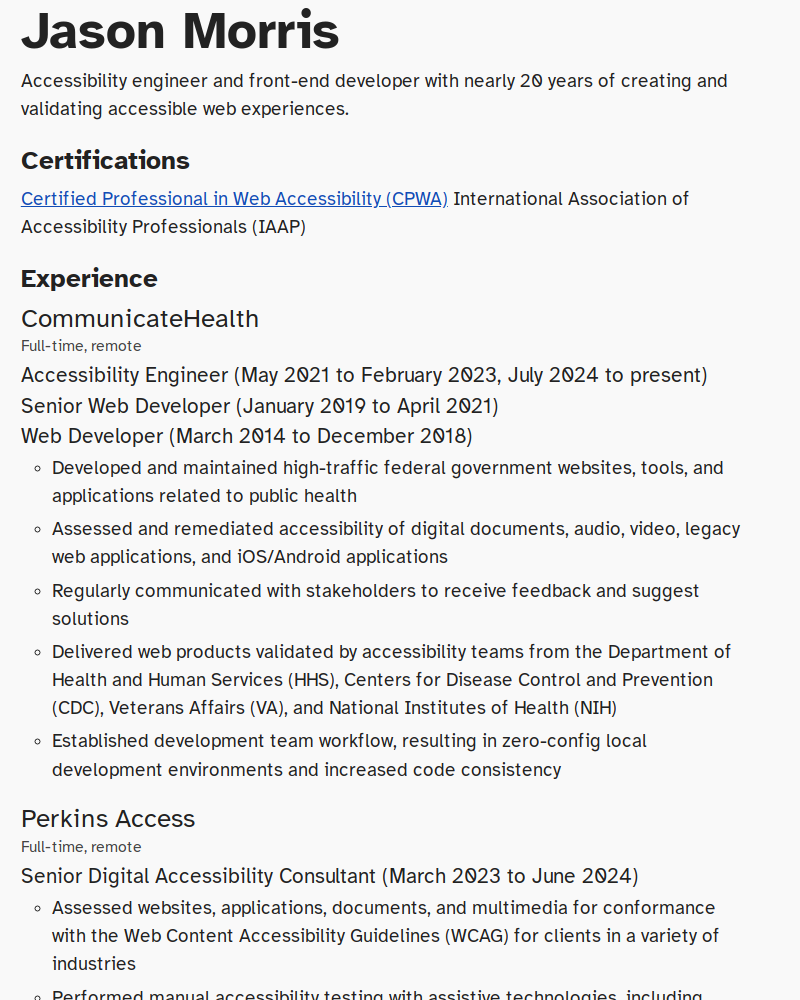 Jason Morris
Accessibility engineer and front-end developer with nearly 20 years of creating and
validating accessible web experiences.
Certifications
Certified Professional in Web Accessibility (CPWA) International Association of
Accessibility Professionals (IAAP)
Experience
CommunicateHealth
Full-time, remote
Accessibility Engineer (May 2021 to February 2023, July 2024 to present)
Senior Web Developer (January 2019 to April 2021)
Web Developer (March 2014 to December 2018)
◦ Developed and maintained high-traffic federal government websites, tools, and
applications related to public health
◦ Assessed and remediated accessibility of digital documents, audio, video, legacy
web applications, and iOS/Android applications
◦ Regularly communicated with stakeholders to receive feedback and suggest
solutions
◦ Delivered web products validated by accessibility teams from the Department of
Health and Human Services (HHS), Centers for Disease Control and Prevention
(CDC), Veterans Affairs (VA), and National Institutes of Health (NIH)
◦ Established development team workflow, resulting in zero-config local
development environments and increased code consistency
Perkins Access
Full-time, remote
Senior Digital Accessibility Consultant (March 2023 to June 2024)
◦ Assessed websites, applications, documents, and multimedia for conformance
with the Web Content Accessibility Guidelines (WCAG) for clients in a variety of
industries
◦ Performed manual accessibility testing with assistive technologies, including